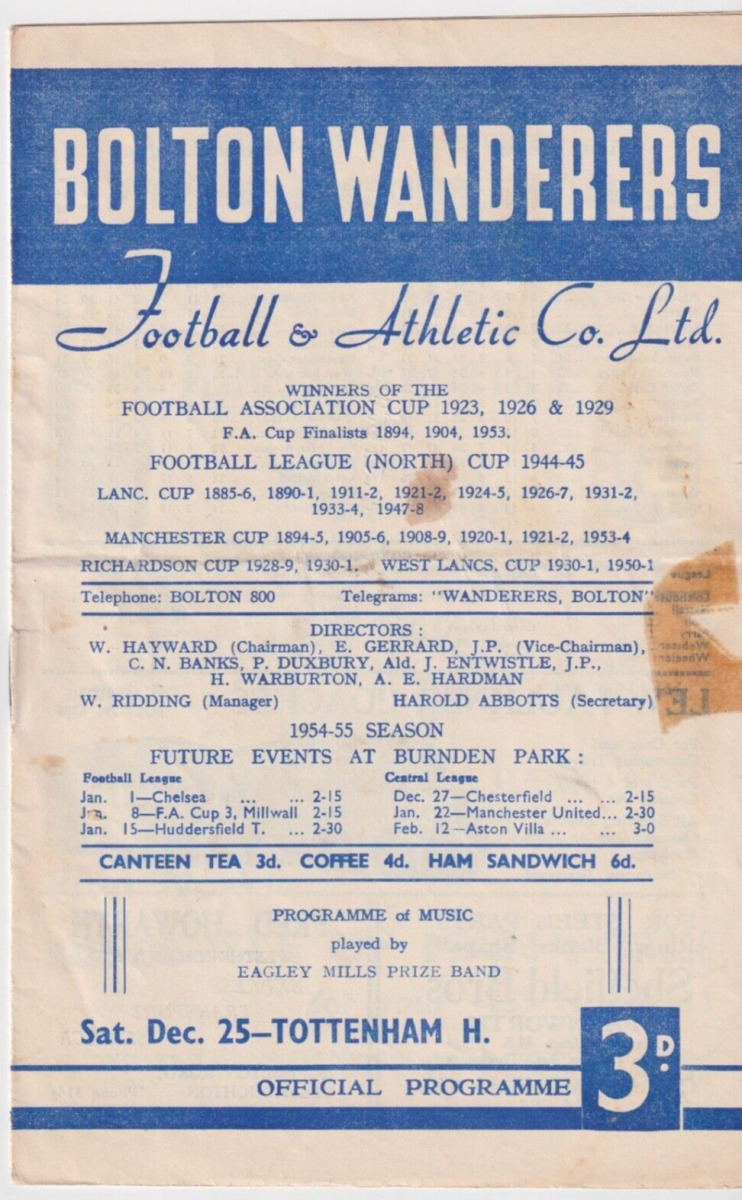 BOLTON WANDERERS
Football & Athletic Co. Ltd.
WINNERS OF THE
FOOTBALL ASSOCIATION CUP 1923, 1926 & 1929
F.A. Cup Finalists 1894, 1904, 1953.
FOOTBALL LEAGUE (NORTH) CUP 1944-45
LANC. CUP 1885-6, 1890-1, 1911-2, 1921-2, 1924-5, 1926-7, 1931-2,
1933-4, 1947-8
MANCHESTER CUP 1894-5, 1905-6, 1908-9, 1920-1, 1921-2, 1953-4
RICHARDSON CUP 1928-9, 1930-1. WEST LANCS. CUP 1930-1, 1950-1
Telephone: BOLTON 800 Telegrams: "WANDERERS, BOLTON"
DIRECTORS :
W. HAYWARD (Chairman), E. GERRARD, J.P. (Vice-Chairman),
C. N. BANKS, P. DUXBURY, Ald. J. ENTWISTLE, J.P.,
H. WARBURTON, A. E. HARDMAN
W. RIDDING (Manager) HAROLD ABBOTTS (Secretary)
1954-55 SEASON
FUTURE EVENTS AT BURNDEN PARK :
Football League Central League
Jan. 1—Chelsea ... ... 2-15 Dec. 27—Chesterfield ... ... 2-15
Jan. 8—F.A. Cup 3, Millwall 2-15 Jan. 22—Manchester United... 2-30
Jan. 15—Huddersfield T. ... 2-30 Feb. 12—Aston Villa ... ... 3-0
CANTEEN TEA 3d. COFFEE 4d. HAM SANDWICH 6d.
PROGRAMME of MUSIC
played by
EAGLEY MILLS PRIZE BAND
Sat. Dec. 25—TOTTENHAM H.
OFFICIAL PROGRAMME 3D.